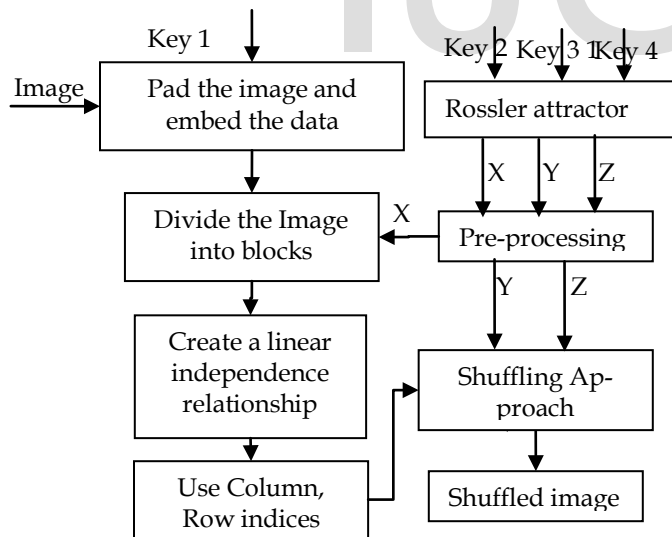 Key 1
Image
Pad the image and
embed the data
Divide the Image
into blocks
Create a linear
independence
relationship
Use Column,
Row indices
Key 2 Key 3 1 Key 4
Rossler attractor
X Y Z
Pre-processing
X
Y Z
Shuffling Ap-
proach
Shuffled image